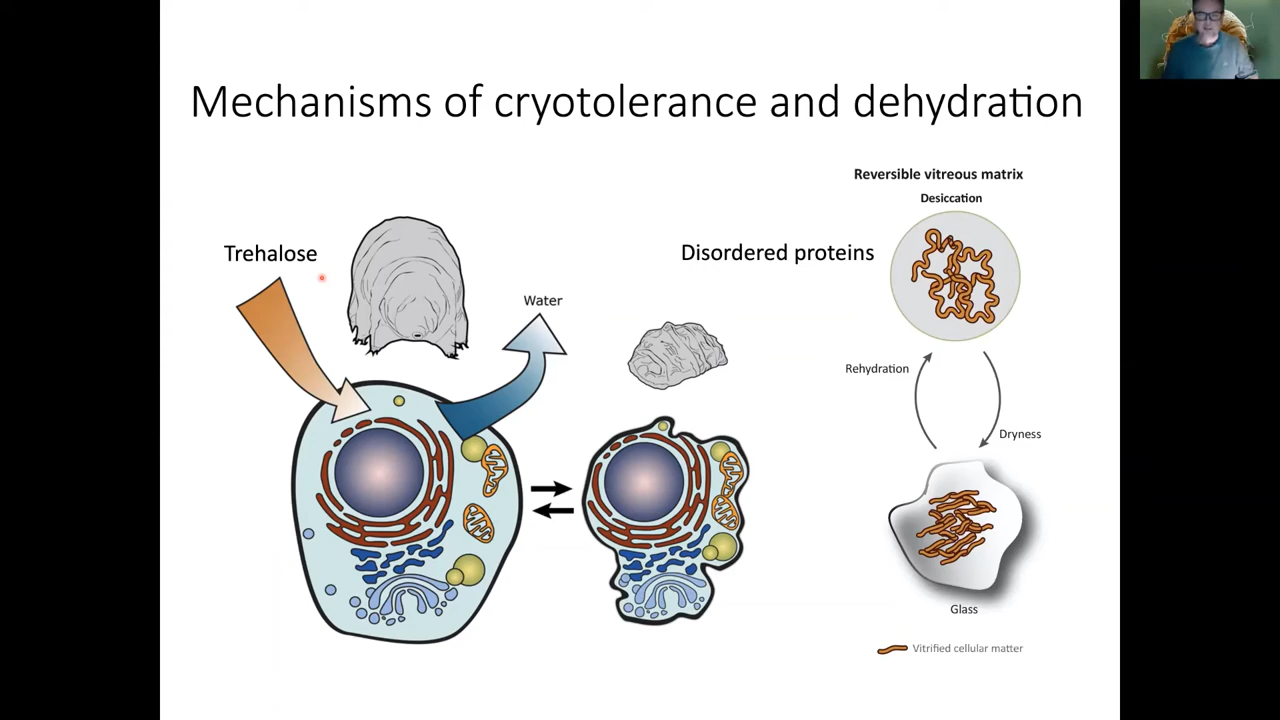 Mechanisms of cryotolerance and dehydration
Trehalose
Water
Disordered proteins
Reversible vitreous matrix
Desiccation
Rehydration
Dryness
Glass
Vitrified cellular matter